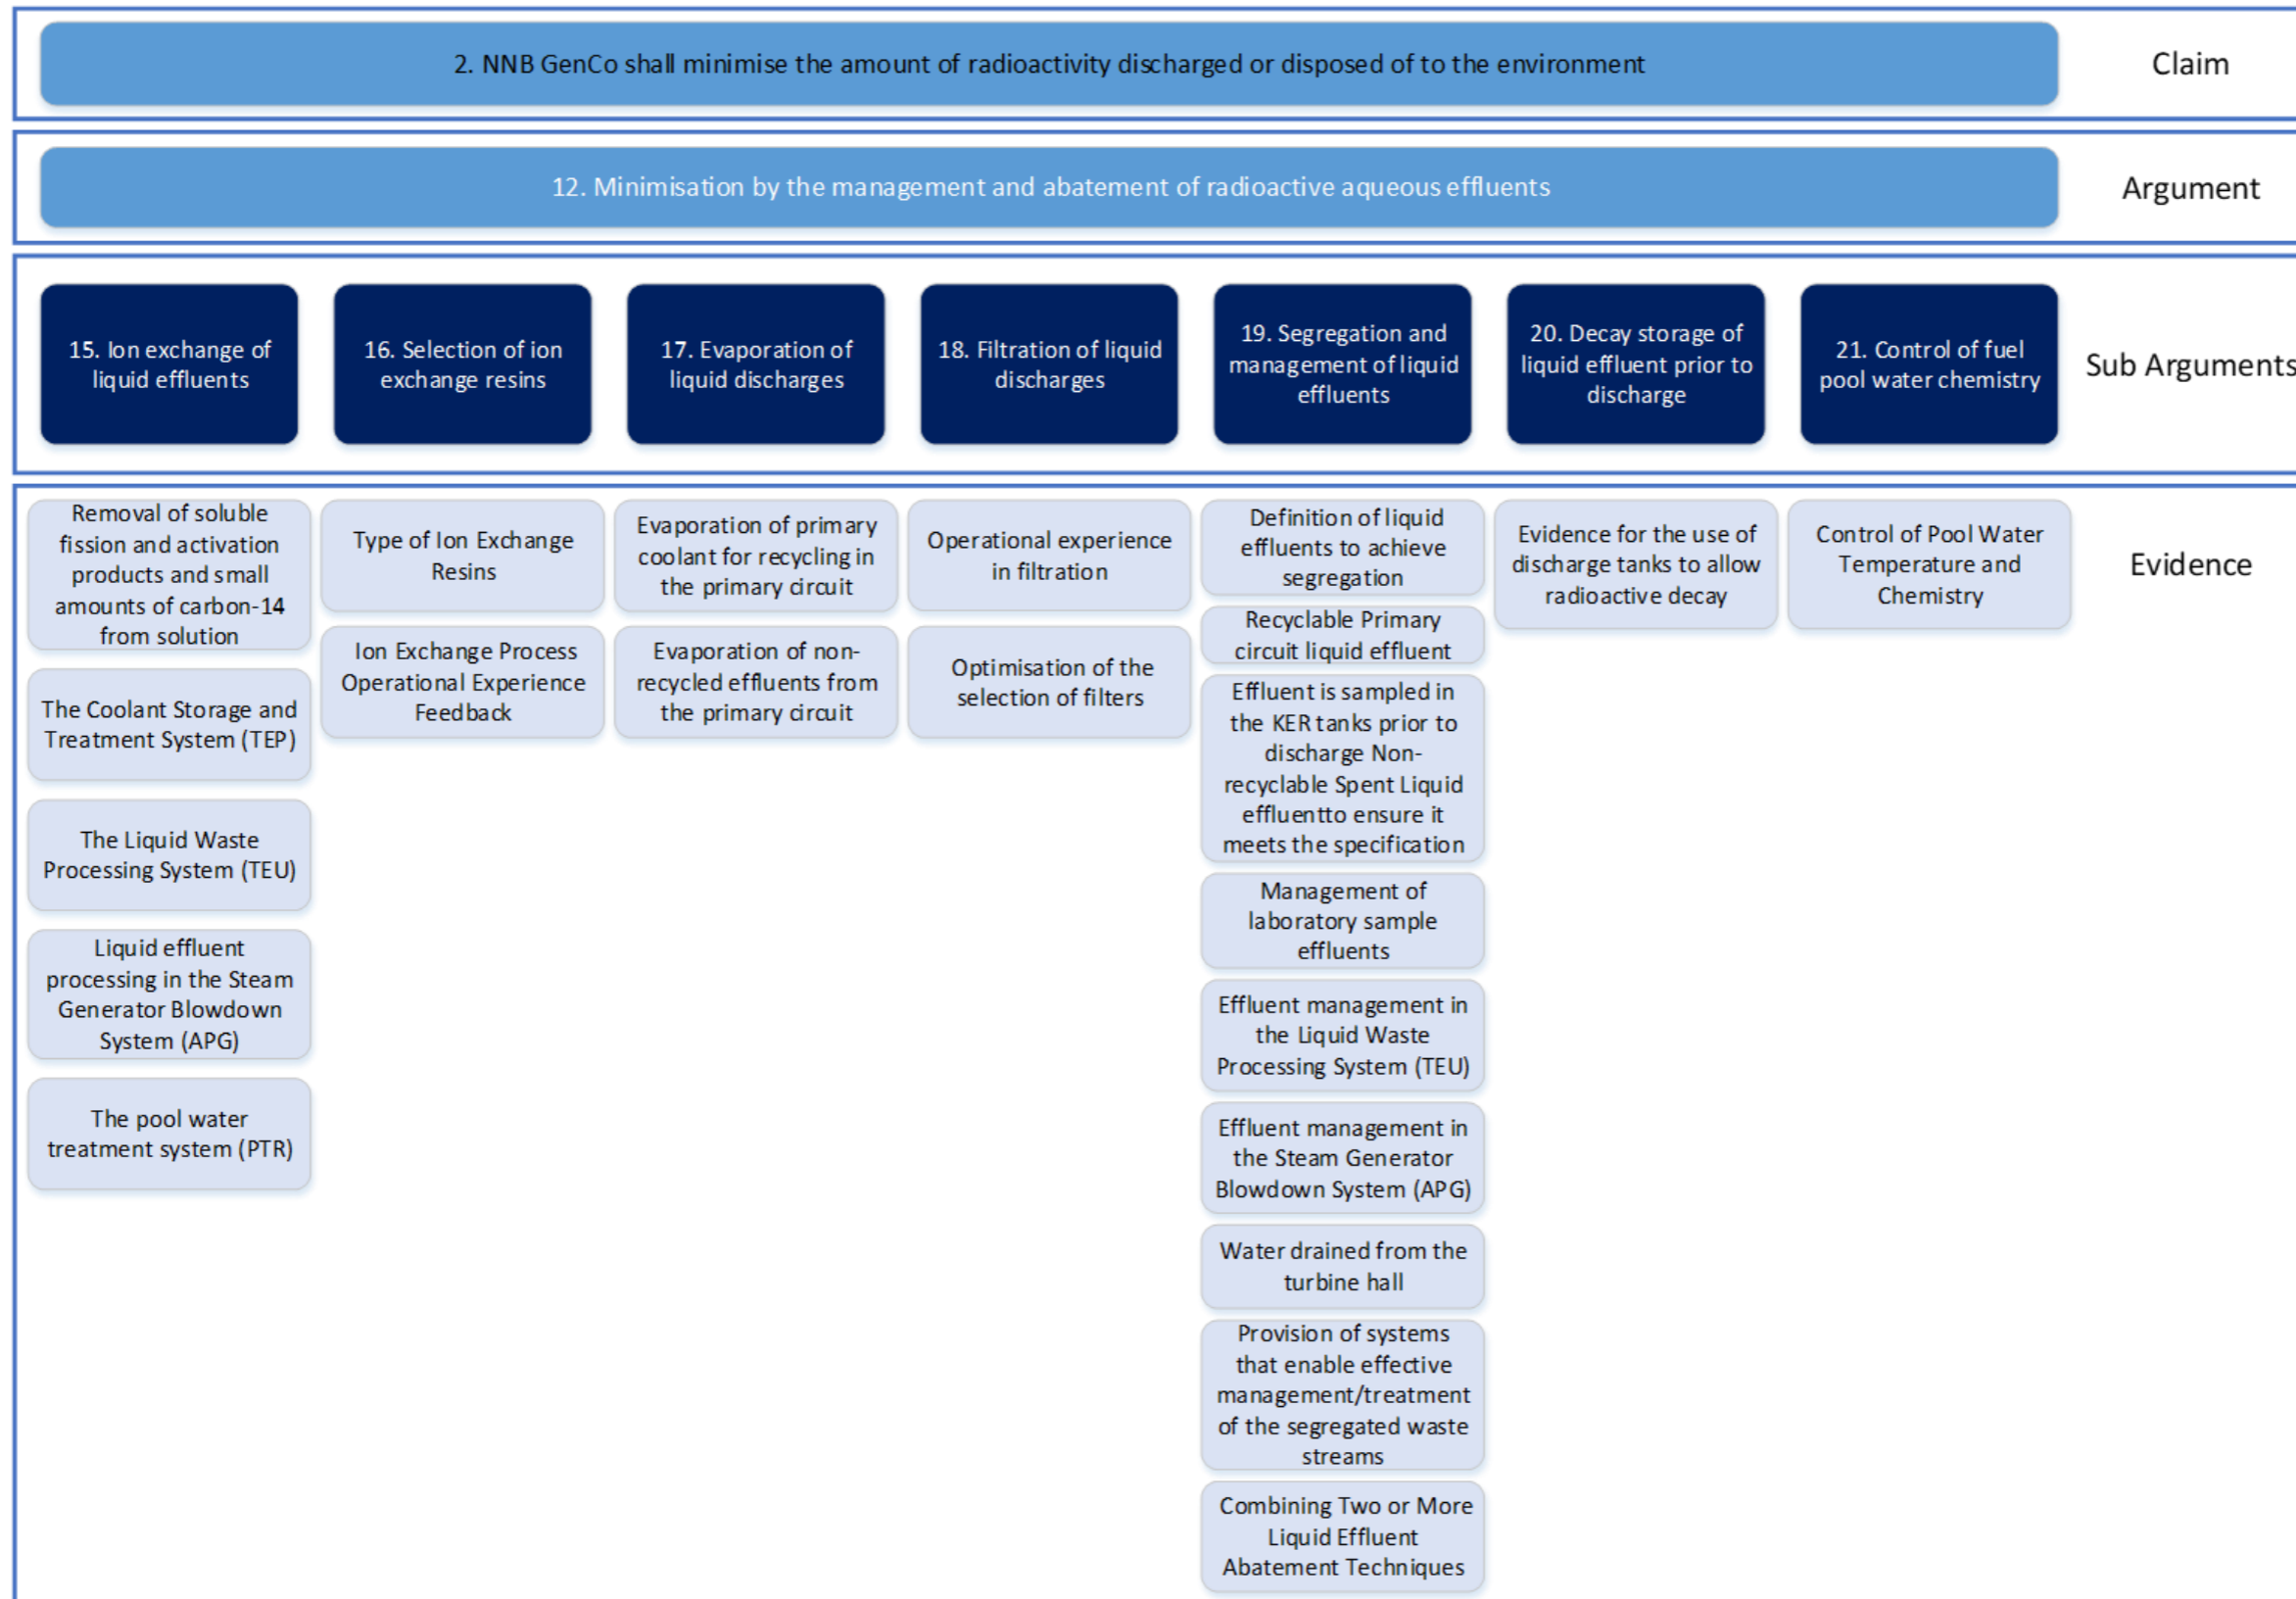 2. NNB GenCo shall minimise the amount of radioactivity discharged or disposed of to the environment
Claim
12. Minimisation by the management and abatement of radioactive aqueous effluents
Argument
15. Ion exchange of
liquid effluents
16. Selection of ion
exchange resins
17. Evaporation of
liquid discharges
18. Filtration of liquid
discharges
19. Segregation and
management of liquid
effluents
20. Decay storage of
liquid effluent prior to
discharge
21. Control of fuel
pool water chemistry
Sub Arguments
Removal of soluble
fission and activation
products and small
amounts of carbon-14
from solution
The Coolant Storage and
Treatment System (TEP)
The Liquid Waste
Processing System (TEU)
Liquid effluent
processing in the Steam
Generator Blowdown
System (APG)
The pool water
treatment system (PTR)
Type of Ion Exchange
Resins
Ion Exchange Process
Operational Experience
Feedback
Evaporation of primary
coolant for recycling in
the primary circuit
Evaporation of non-
recycled effluents from
the primary circuit
Operational experience
in filtration
Optimisation of the
selection of filters
Definition of liquid
effluents to achieve
segregation
Recyclable Primary
circuit liquid effluent
Effluent is sampled in
the KER tanks prior to
discharge Non-
recyclable Spent Liquid
effluentto ensure it
meets the specification
Management of
laboratory sample
effluents
Effluent management in
the Liquid Waste
Processing System (TEU)
Effluent management in
the Steam Generator
Blowdown System (APG)
Water drained from the
turbine hall
Provision of systems
that enable effective
management/treatment
of the segregated waste
streams
Combining Two or More
Liquid Effluent
Abatement Techniques
Evidence for the use of
discharge tanks to allow
radioactive decay
Control of Pool Water
Temperature and
Chemistry
Evidence